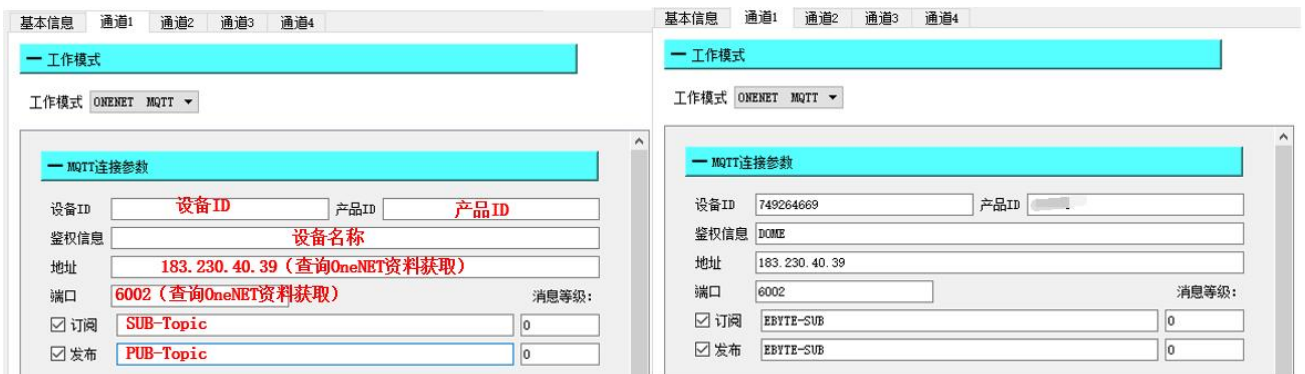 基本信息 通道1 通道2 通道3 通道4
一 工作模式
工作模式 ONENET MQTT
一 MQTT连接参数
设备ID 设备ID 产品ID 产品ID
鉴权信息 设备名称
地址 183.230.40.39（查询OneNET资料获取）
端口 6002（查询OneNET资料获取） 消息等级:
订阅 SUB-Topic 0
发布 PUB-Topic 0
基本信息 通道1 通道2 通道3 通道4
一 工作模式
工作模式 ONENET MQTT
一 MQTT连接参数
设备ID 749264669 产品ID
鉴权信息 DOME
地址 183.230.40.39
端口 6002 消息等级:
订阅 EBYTE-SUB 0
发布 EBYTE-SUB 0